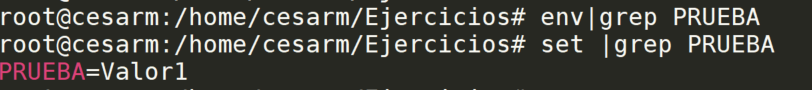 root@cesarm:/home/cesarm/Ejercicios# env|grep PRUEBA
root@cesarm:/home/cesarm/Ejercicios# set |grep PRUEBA
PRUEBA=Valor1